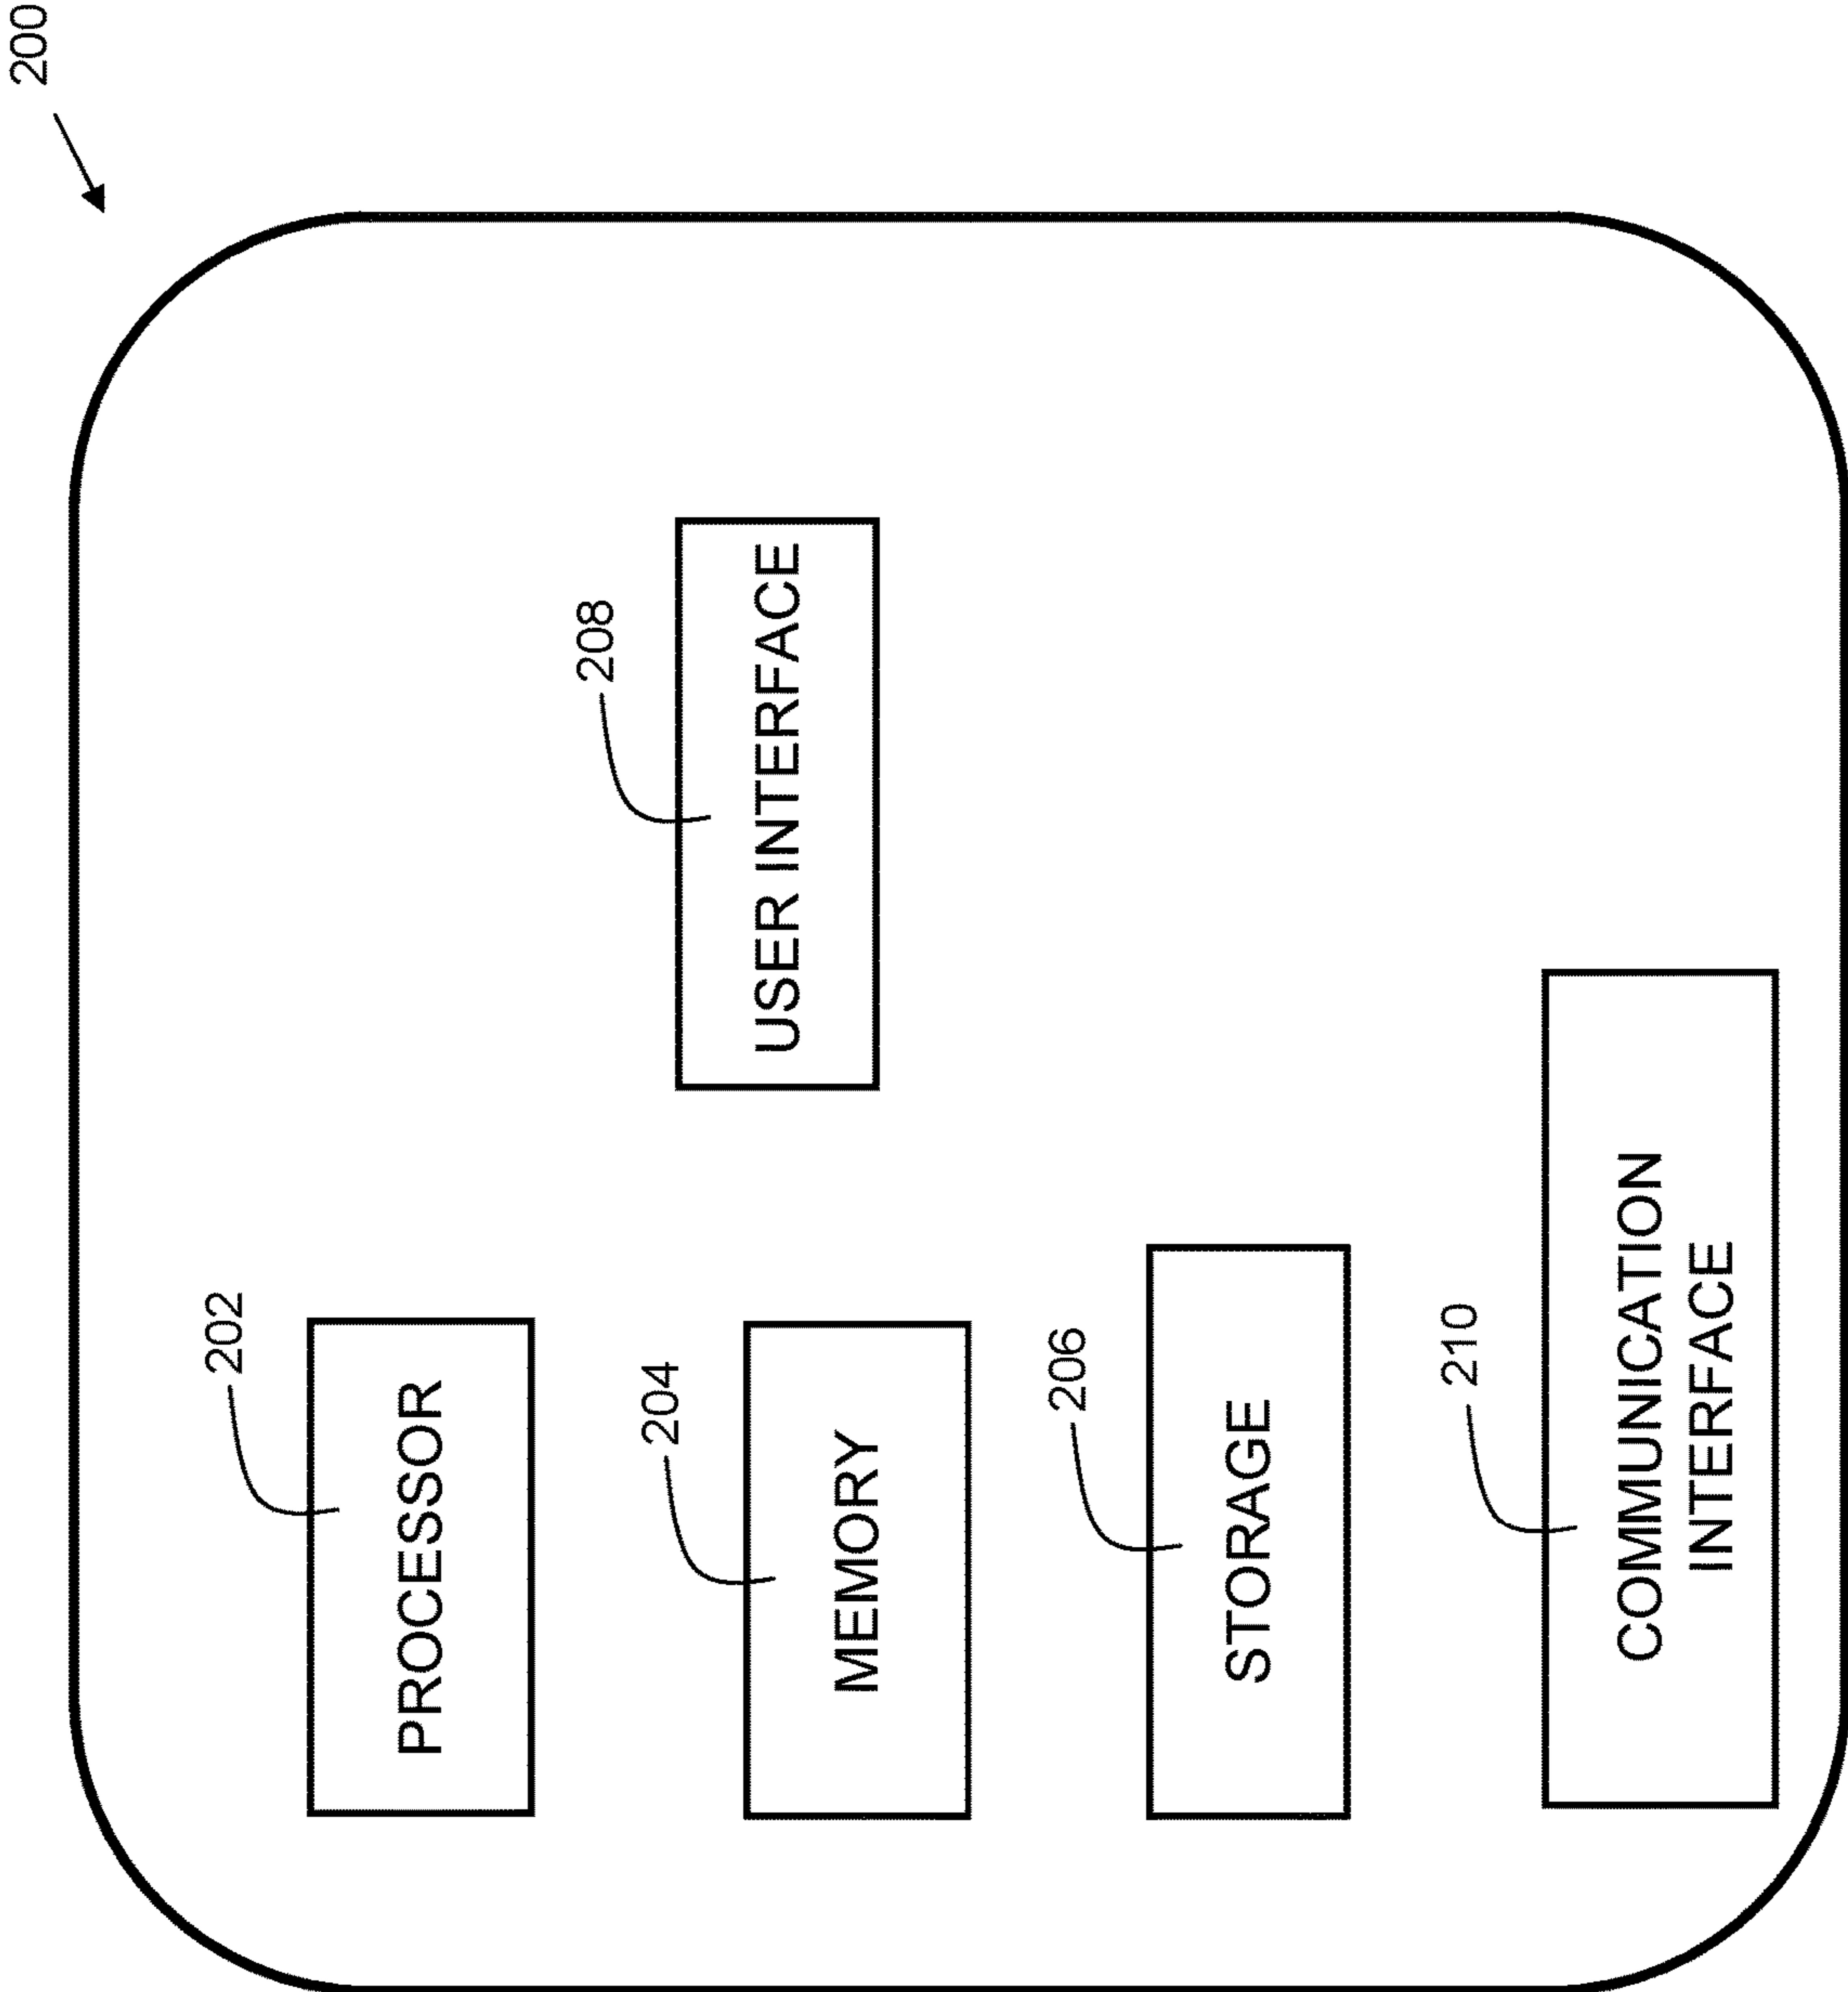 200
202
PROCESSOR
204
MEMORY
206
STORAGE
208
USER INTERFACE
210
COMMUNICATION
INTERFACE